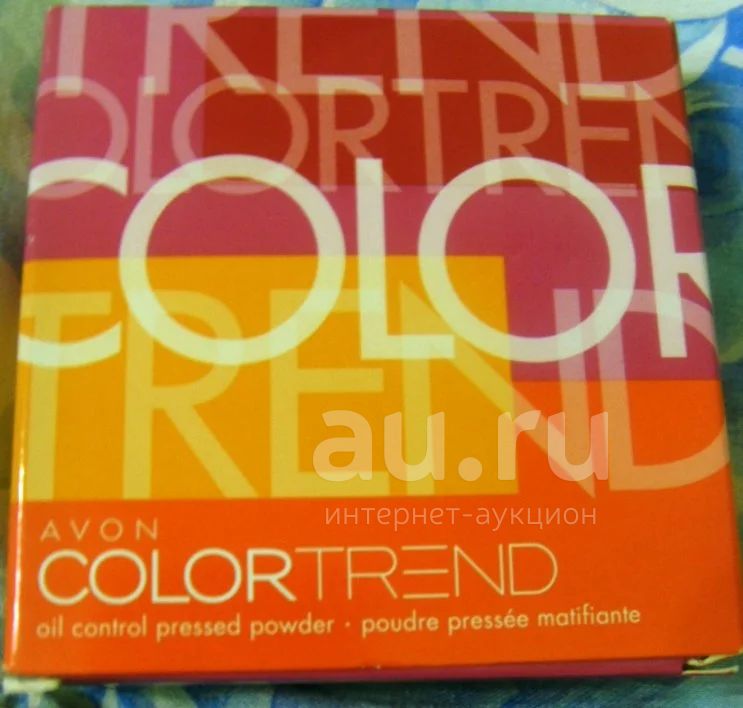 TREND
COLORTREND
COLOR
TREND
au.ru
интернет-аукцион
AVON
COLORTREND
oil control pressed powder · poudre pressée matifiante